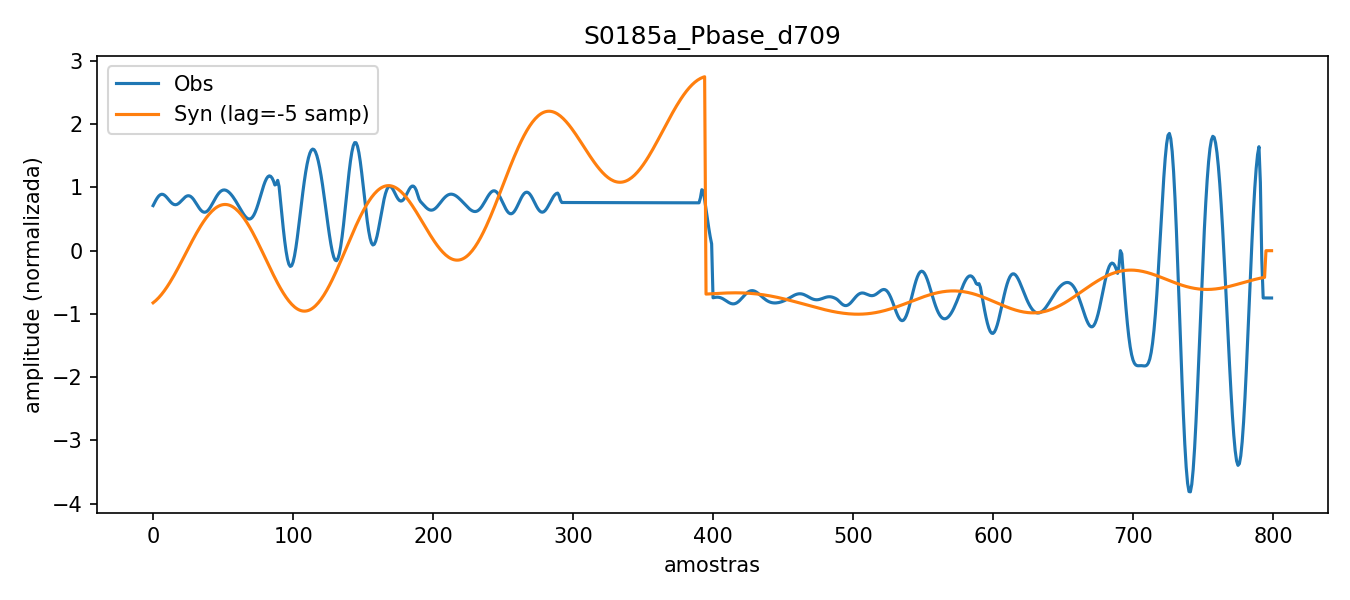 S0185a_Pbase_d709
Obs
Syn (lag=-5 samp)
amplitude (normalizada)
3
2
1
0
−1
−2
−3
−4
0 100 200 300 400 500 600 700 800
amostras